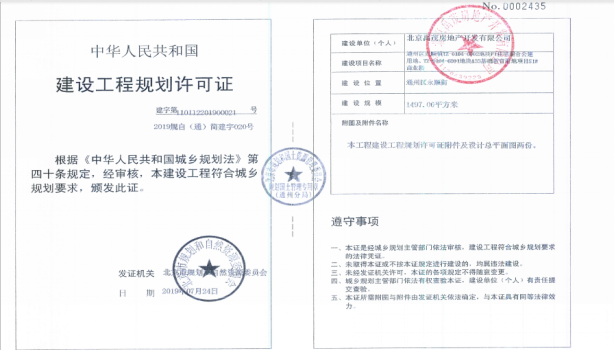 中华人民共和国
建设工程规划许可证
建字第110112201900021 号
2019规自（通）简建字020号
根据《中华人民共和国城乡规划法》第
四十条规定，经审核，本建设工程符合城乡
规划要求，颁发此证。
发证机关 北京市规划和自然资源委员会
日 期 2019年07月24日
No. 0002435
建设单位（个人）
建设项目名称
建设位置 通州区永顺镇
建设规模 1497.06平方米
附图及附件名称
本工程建设工程规划许可证附件及设计总平面图两份。
遵守事项
一、本证是经城乡规划主管部门依法审核，建设工程符合城乡规划要求
的法律凭证。
二、未取得本证或不按本证规定进行建设的，均属违法建设。
三、未经发证机关许可，本证的各项规定不得随意变更。
四、城乡规划主管部门依法有权查验本证，建设单位（个人）有责任提
交查验。
五、本证所需附图与附件由发证机关依法确定，与本证具有同等法律效
力。